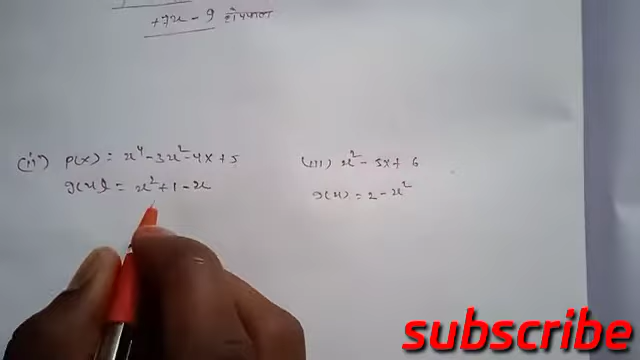 +7x - 9 शेषफल
(ii) p(x) = x⁴ - 3x² - 4x + 5
g(x) = x² + 1 - x
(iii) x² - 5x + 6
g(x) = 2 - x²
subscribe